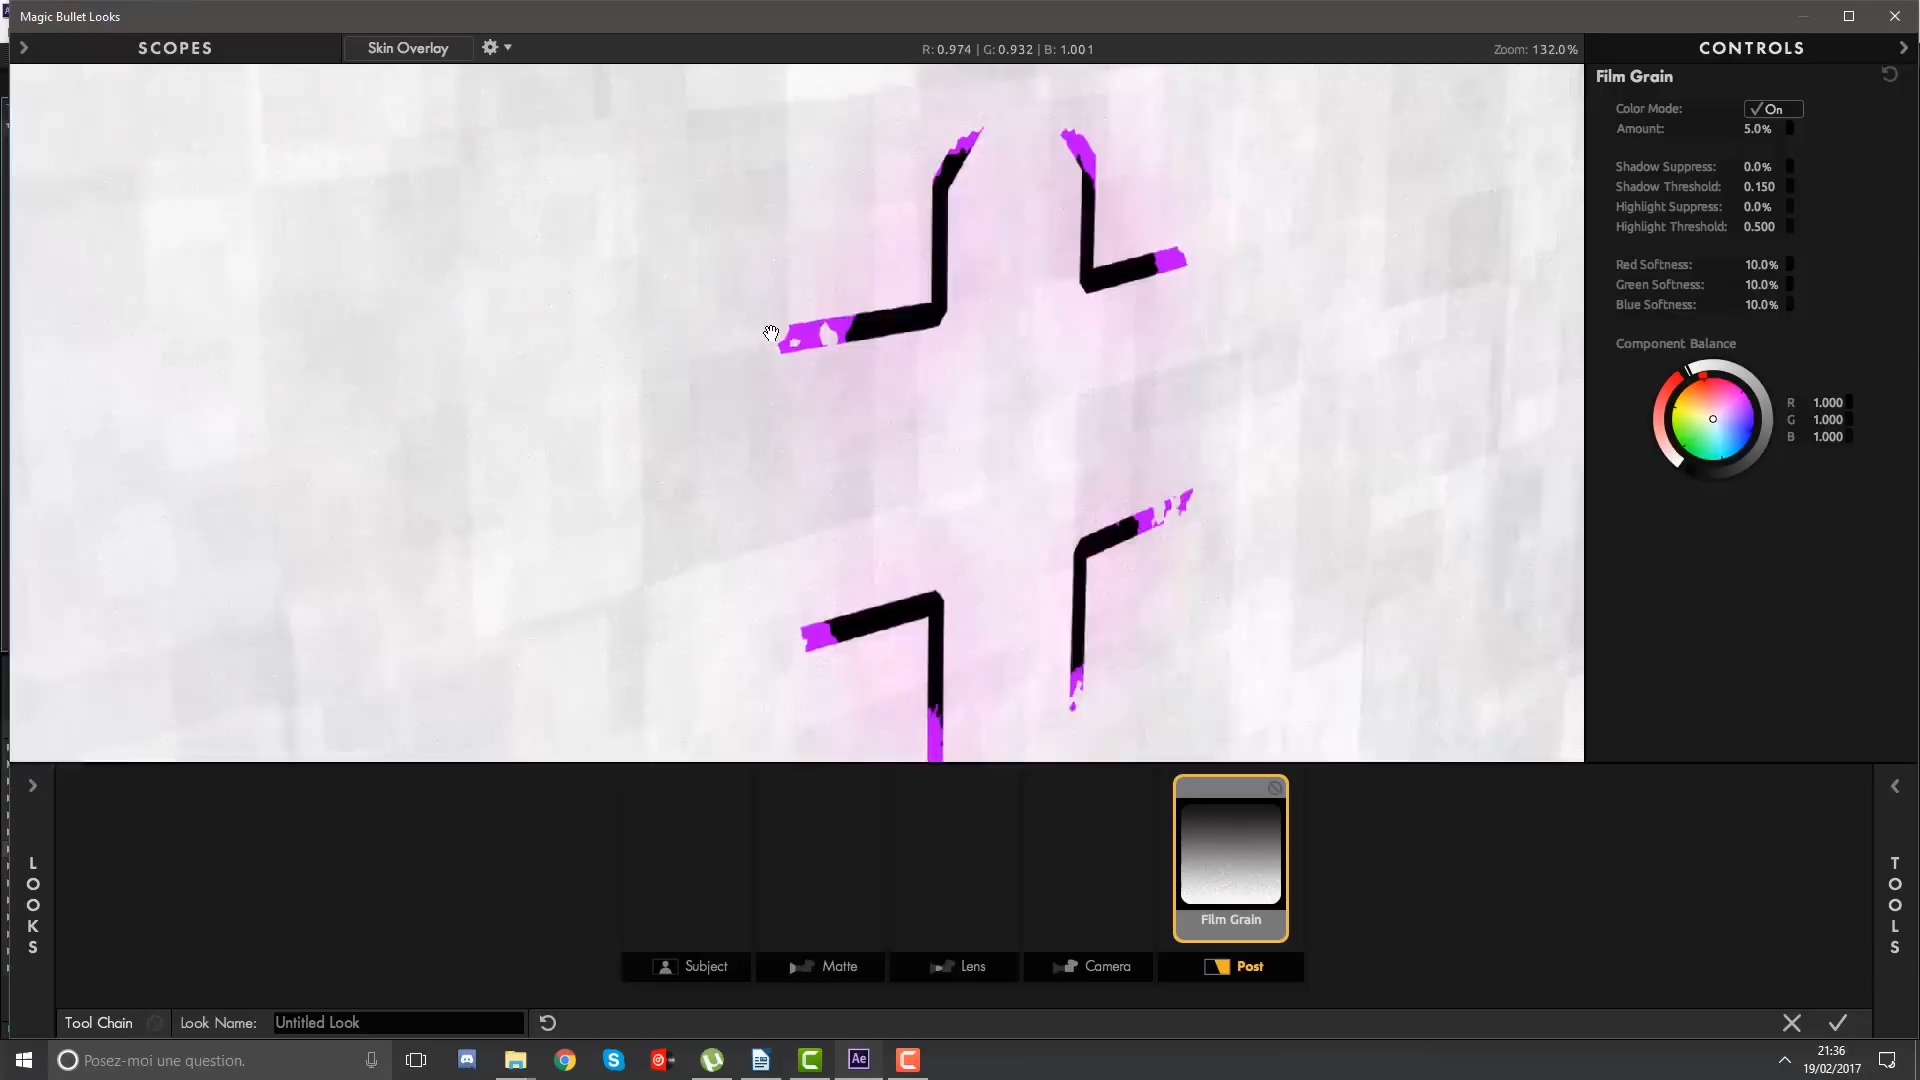 Magic Bullet Looks
SCOPES
Skin Overlay
R: 0.974 | G: 0.932 | B: 1.001
Zoom: 132.0%
CONTROLS
Film Grain
Color Mode: On
Amount: 5.0%
Shadow Suppress: 0.0%
Shadow Threshold: 0.150
Highlight Suppress: 0.0%
Highlight Threshold: 0.500
Red Softness: 10.0%
Green Softness: 10.0%
Blue Softness: 10.0%
Component Balance
R 1.000
G 1.000
B 1.000
LOOKS
Film Grain
TOOLS
Subject
Matte
Lens
Camera
Post
Tool Chain
Look Name: Untitled Look
Posez-moi une question.
Ae
21:36
19/02/2017